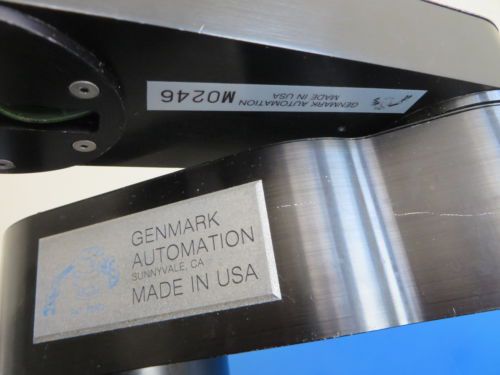 GENMARK AUTOMATION
MADE IN USA
M0246
GENMARK
AUTOMATION
SUNNYVALE, CA
MADE IN USA